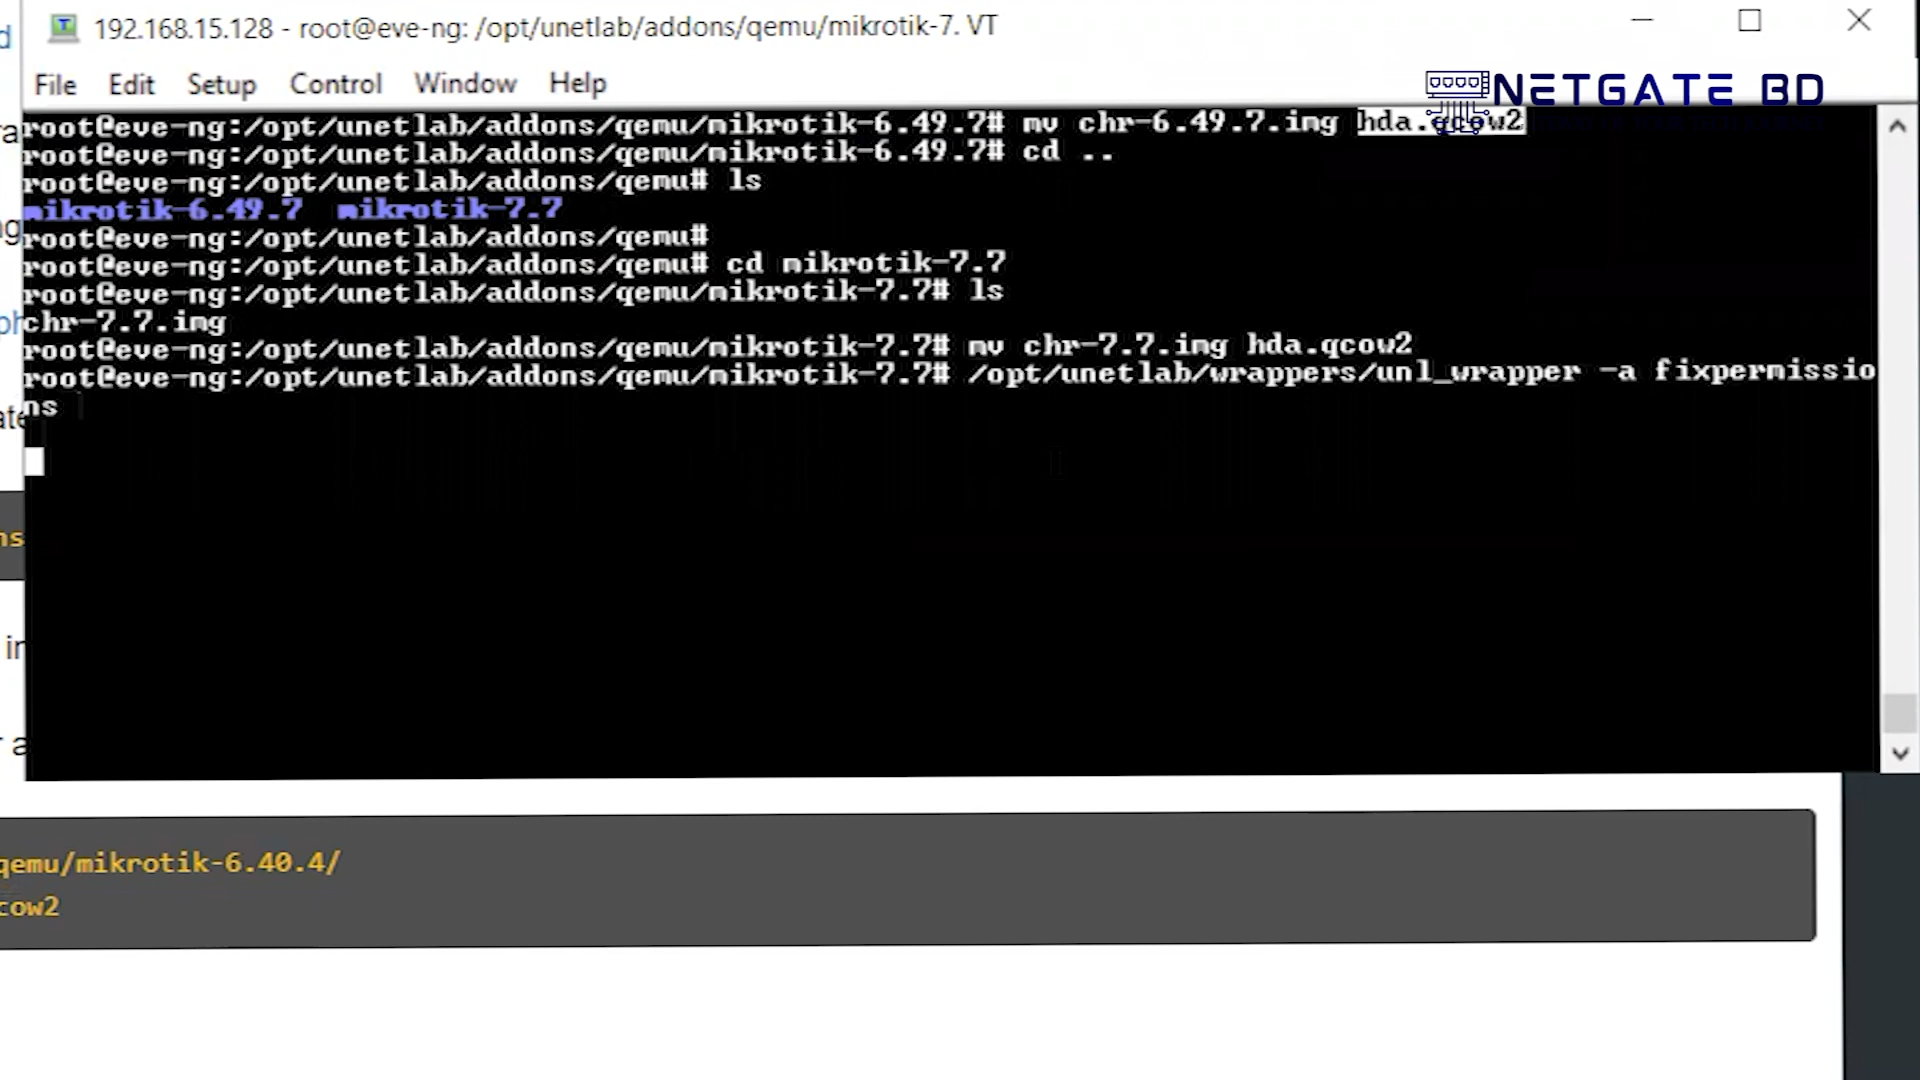 192.168.15.128 - root@eve-ng: /opt/unetlab/addons/qemu/mikrotik-7. VT
File Edit Setup Control Window Help
NETGATE BD
root@eve-ng:/opt/unetlab/addons/qemu/mikrotik-6.49.7# mv chr-6.49.7.img hda.qcow2
root@eve-ng:/opt/unetlab/addons/qemu/mikrotik-6.49.7# cd ..
root@eve-ng:/opt/unetlab/addons/qemu# ls
mikrotik-6.49.7 mikrotik-7.7
root@eve-ng:/opt/unetlab/addons/qemu#
root@eve-ng:/opt/unetlab/addons/qemu# cd mikrotik-7.7
root@eve-ng:/opt/unetlab/addons/qemu/mikrotik-7.7# ls
chr-7.7.img
root@eve-ng:/opt/unetlab/addons/qemu/mikrotik-7.7# mv chr-7.7.img hda.qcow2
root@eve-ng:/opt/unetlab/addons/qemu/mikrotik-7.7# /opt/unetlab/wrappers/unl_wrapper -a fixpermissio
ns
qemu/mikrotik-6.40.4/
cow2